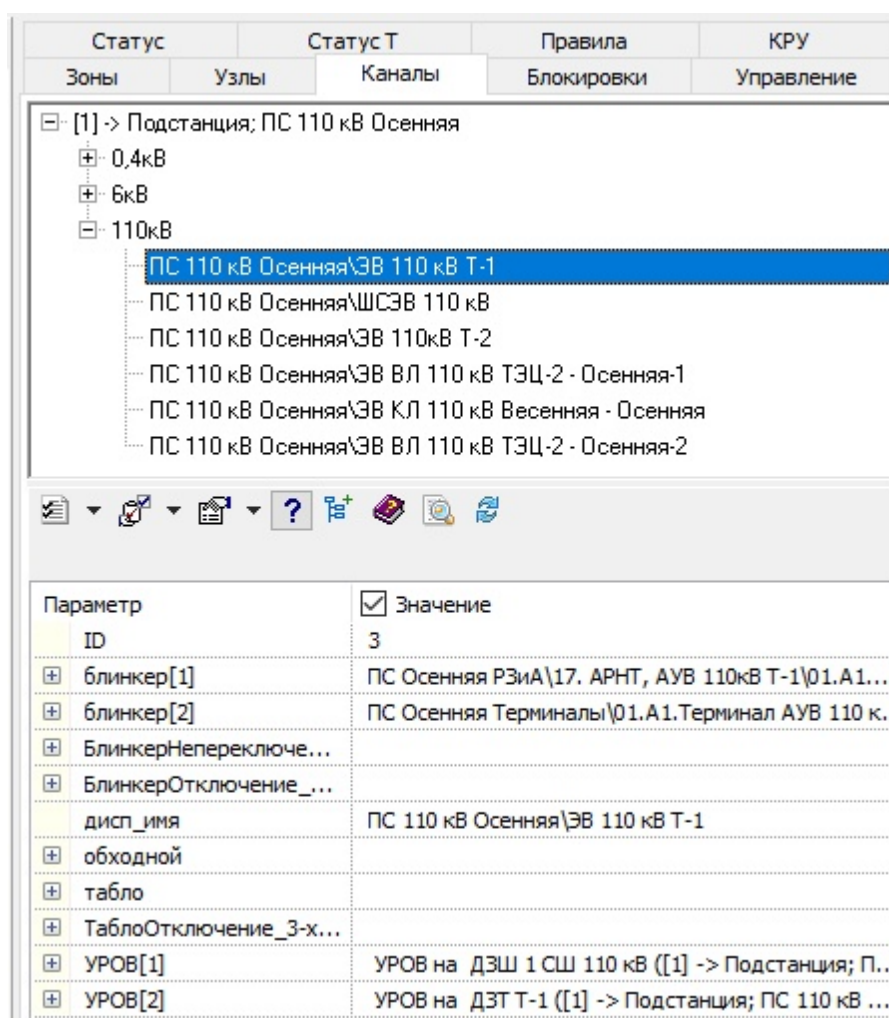 Статус Статус Т Правила КРУ
Зоны Узлы Каналы Блокировки Управление
[1] -> Подстанция; ПС 110 кВ Осенняя
0,4кВ
6кВ
110кВ
ПС 110 кВ Осенняя\ЭВ 110 кВ Т-1
ПС 110 кВ Осенняя\ШСЭВ 110 кВ
ПС 110 кВ Осенняя\ЭВ 110кВ Т-2
ПС 110 кВ Осенняя\ЭВ ВЛ 110 кВ ТЭЦ-2 - Осенняя-1
ПС 110 кВ Осенняя\ЭВ КЛ 110 кВ Весенняя - Осенняя
ПС 110 кВ Осенняя\ЭВ ВЛ 110 кВ ТЭЦ-2 - Осенняя-2
?
Параметр Значение
ID 3
блинкер[1] ПС Осенняя РЗиА\17. АРНТ, АУВ 110кВ Т-1\01.А1...
блинкер[2] ПС Осенняя Терминалы\01.А1.Терминал АУВ 110 к..
БлинкерНепереключе...
БлинкерОтключение_...
дисп_имя ПС 110 кВ Осенняя\ЭВ 110 кВ Т-1
обходной
табло
ТаблоОтключение_3-х...
УРОВ[1] УРОВ на ДЗШ 1 СШ 110 кВ ([1] -> Подстанция; П..
УРОВ[2] УРОВ на ДЗТ Т-1 ([1] -> Подстанция; ПС 110 кВ ...